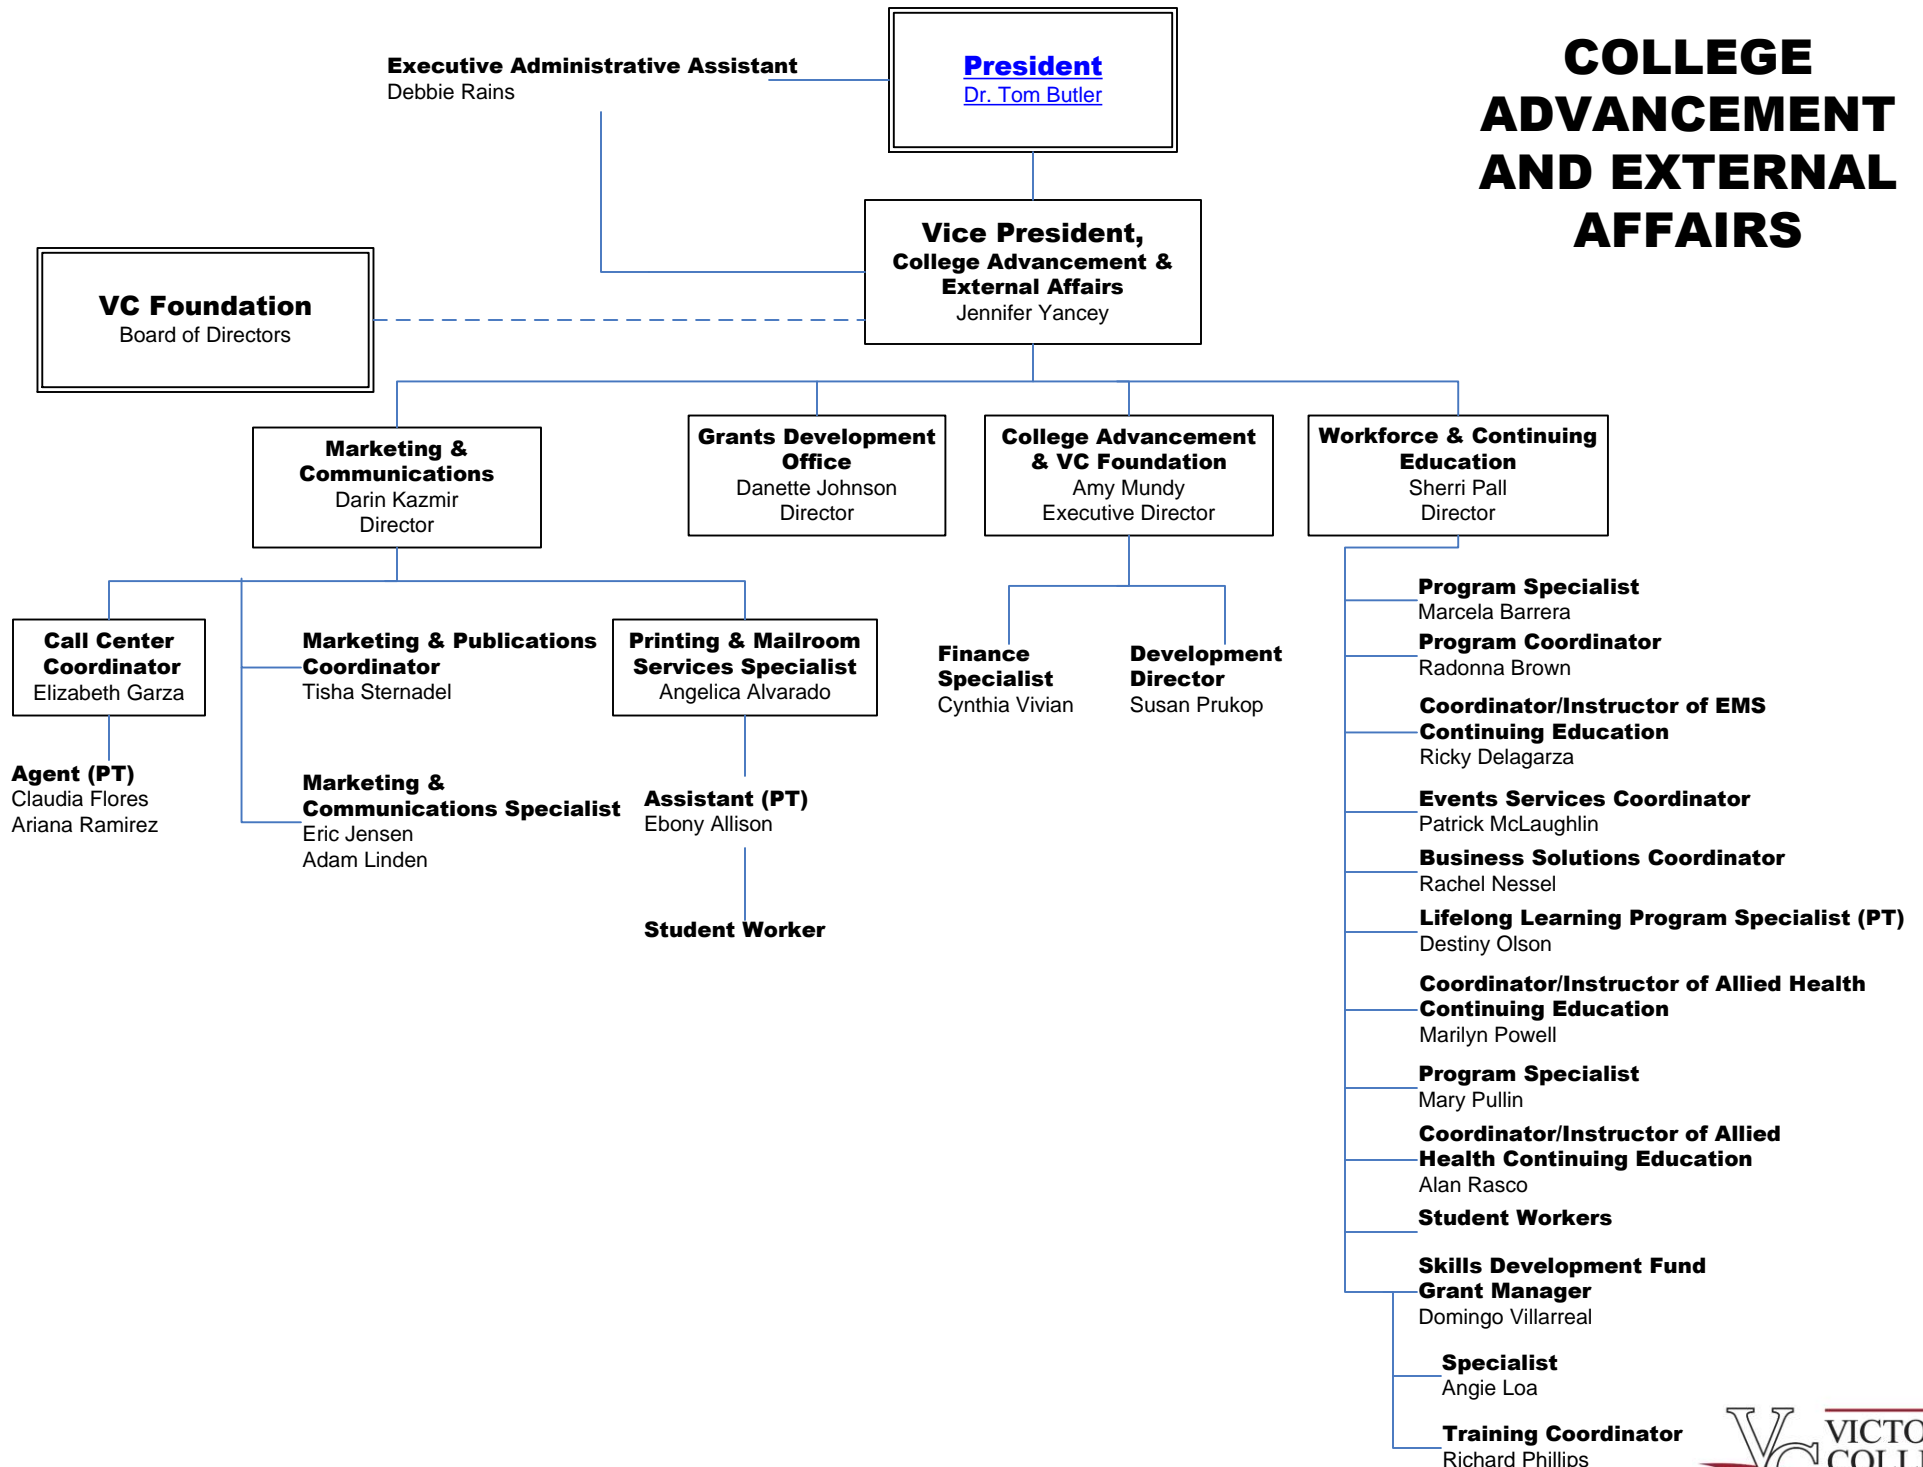 COLLEGE
ADVANCEMENT
AND EXTERNAL
AFFAIRS
Executive Administrative Assistant
Debbie Rains
President
Dr. Tom Butler
Vice President,
College Advancement &
External Affairs
Jennifer Yancey
VC Foundation
Board of Directors
Marketing &
Communications
Darin Kazmir
Director
Grants Development
Office
Danette Johnson
Director
College Advancement
& VC Foundation
Amy Mundy
Executive Director
Workforce & Continuing
Education
Sherri Pall
Director
Call Center
Coordinator
Elizabeth Garza
Agent (PT)
Claudia Flores
Ariana Ramirez
Marketing & Publications
Coordinator
Tisha Sternadel
Marketing &
Communications Specialist
Eric Jensen
Adam Linden
Printing & Mailroom
Services Specialist
Angelica Alvarado
Assistant (PT)
Ebony Allison
Student Worker
Finance
Specialist
Cynthia Vivian
Development
Director
Susan Prukop
Program Specialist
Marcela Barrera
Program Coordinator
Radonna Brown
Coordinator/Instructor of EMS
Continuing Education
Ricky Delagarza
Events Services Coordinator
Patrick McLaughlin
Business Solutions Coordinator
Rachel Nessel
Lifelong Learning Program Specialist (PT)
Destiny Olson
Coordinator/Instructor of Allied Health
Continuing Education
Marilyn Powell
Program Specialist
Mary Pullin
Coordinator/Instructor of Allied
Health Continuing Education
Alan Rasco
Student Workers
Skills Development Fund
Grant Manager
Domingo Villarreal
Specialist
Angie Loa
Training Coordinator
Richard Phillips
VC